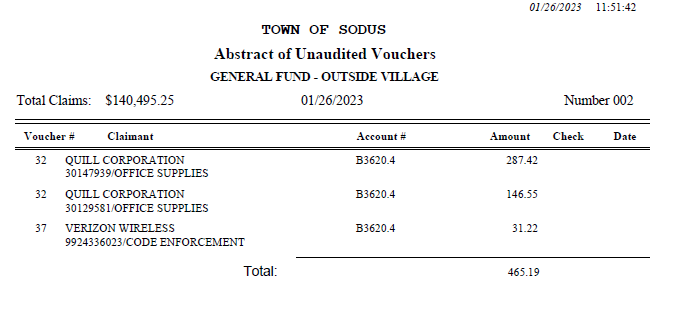 01/26/2023 11:51:42
TOWN OF SODUS
Abstract of Unaudited Vouchers
GENERAL FUND - OUTSIDE VILLAGE
Total Claims: $140,495.25 01/26/2023 Number 002
Voucher # Claimant Account # Amount Check Date
32 QUILL CORPORATION B3620.4 287.42
30147939/OFFICE SUPPLIES
32 QUILL CORPORATION B3620.4 146.55
30129581/OFFICE SUPPLIES
37 VERIZON WIRELESS B3620.4 31.22
9924336023/CODE ENFORCEMENT
Total: 465.19